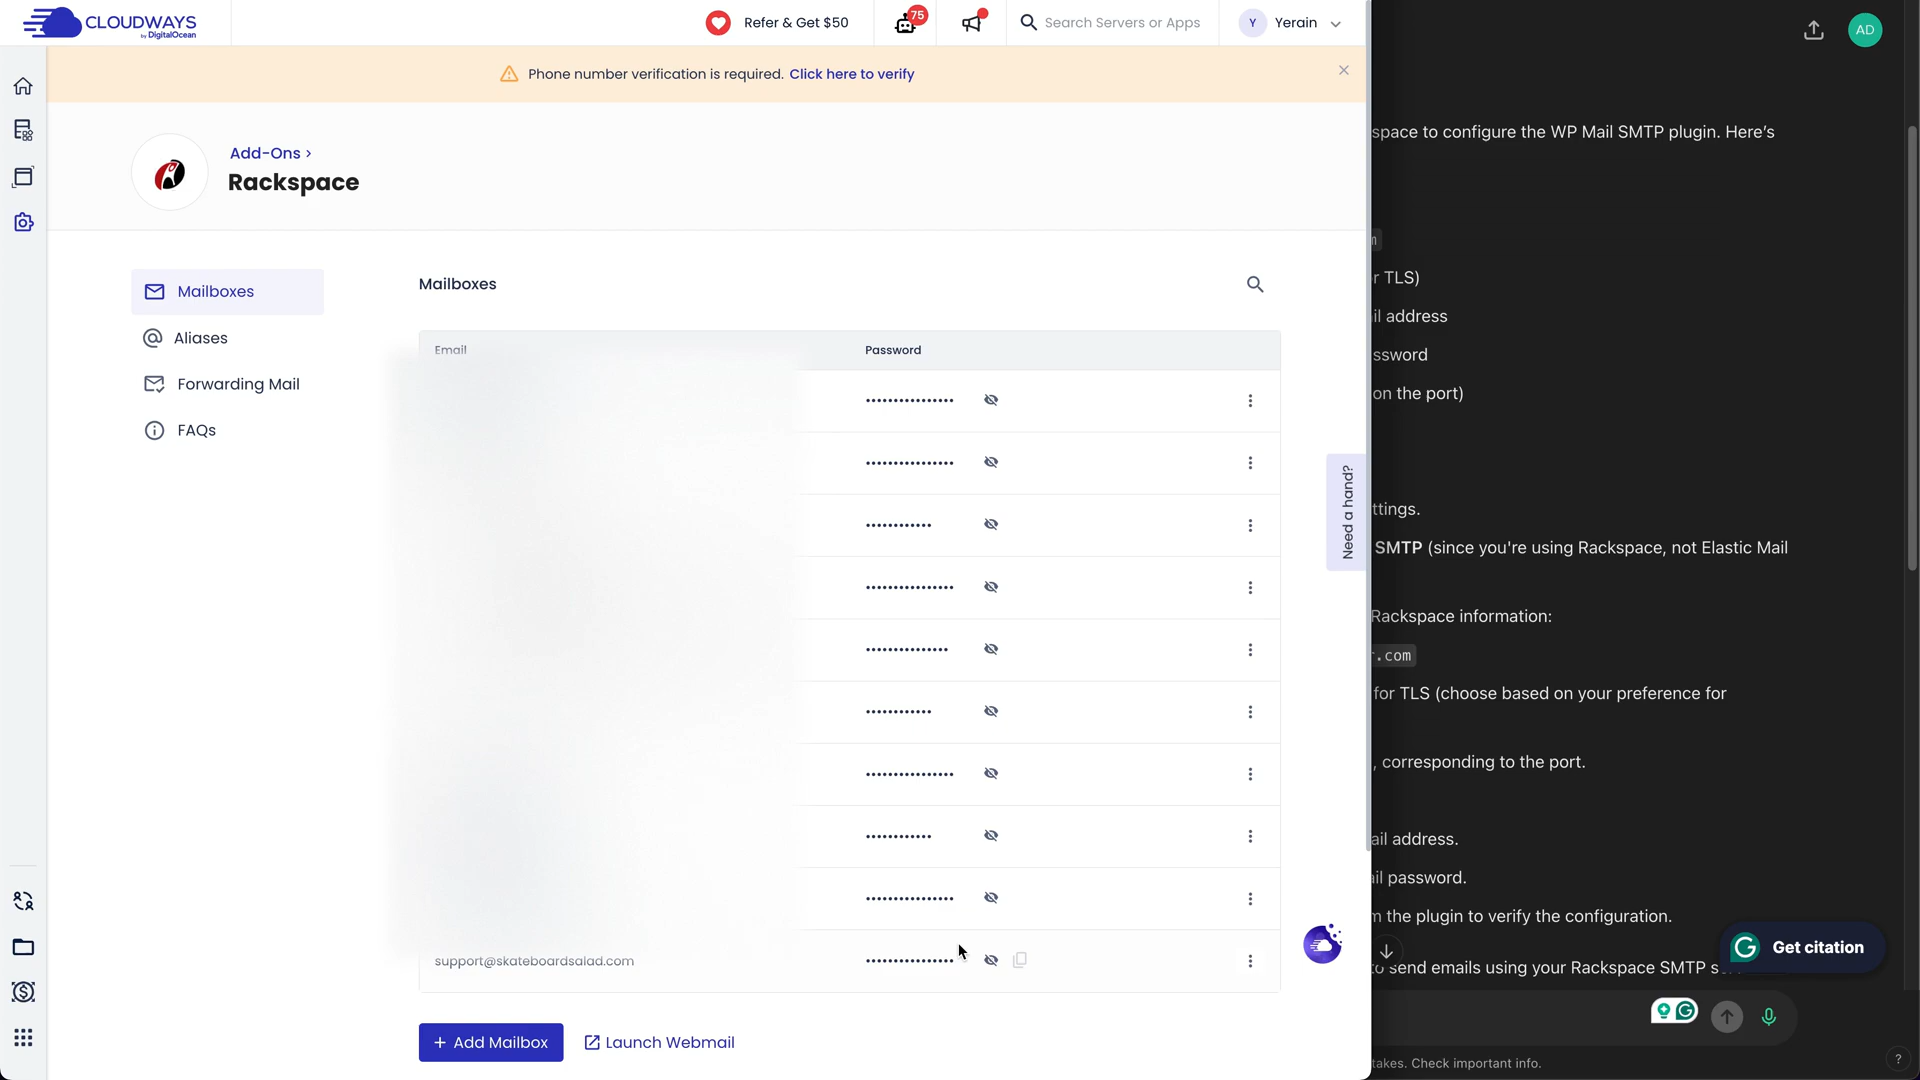 CLOUDWAYS
by DigitalOcean
Refer & Get $50
75
Search Servers or Apps
Y
Yerain
Phone number verification is required. Click here to verify
Add-Ons ›
Rackspace
Mailboxes
Aliases
Forwarding Mail
FAQs
Mailboxes
Email
Password
support@skateboardsalad.com
+ Add Mailbox
Launch Webmail
Need a hand?
AD
space to configure the WP Mail SMTP plugin. Here’s
r TLS)
il address
ssword
on the port)
ttings.
SMTP (since you're using Rackspace, not Elastic Mail
Rackspace information:
.com
for TLS (choose based on your preference for
, corresponding to the port.
ail address.
il password.
n the plugin to verify the configuration.
to send emails using your Rackspace SMTP
Get citation
takes. Check important info.
?